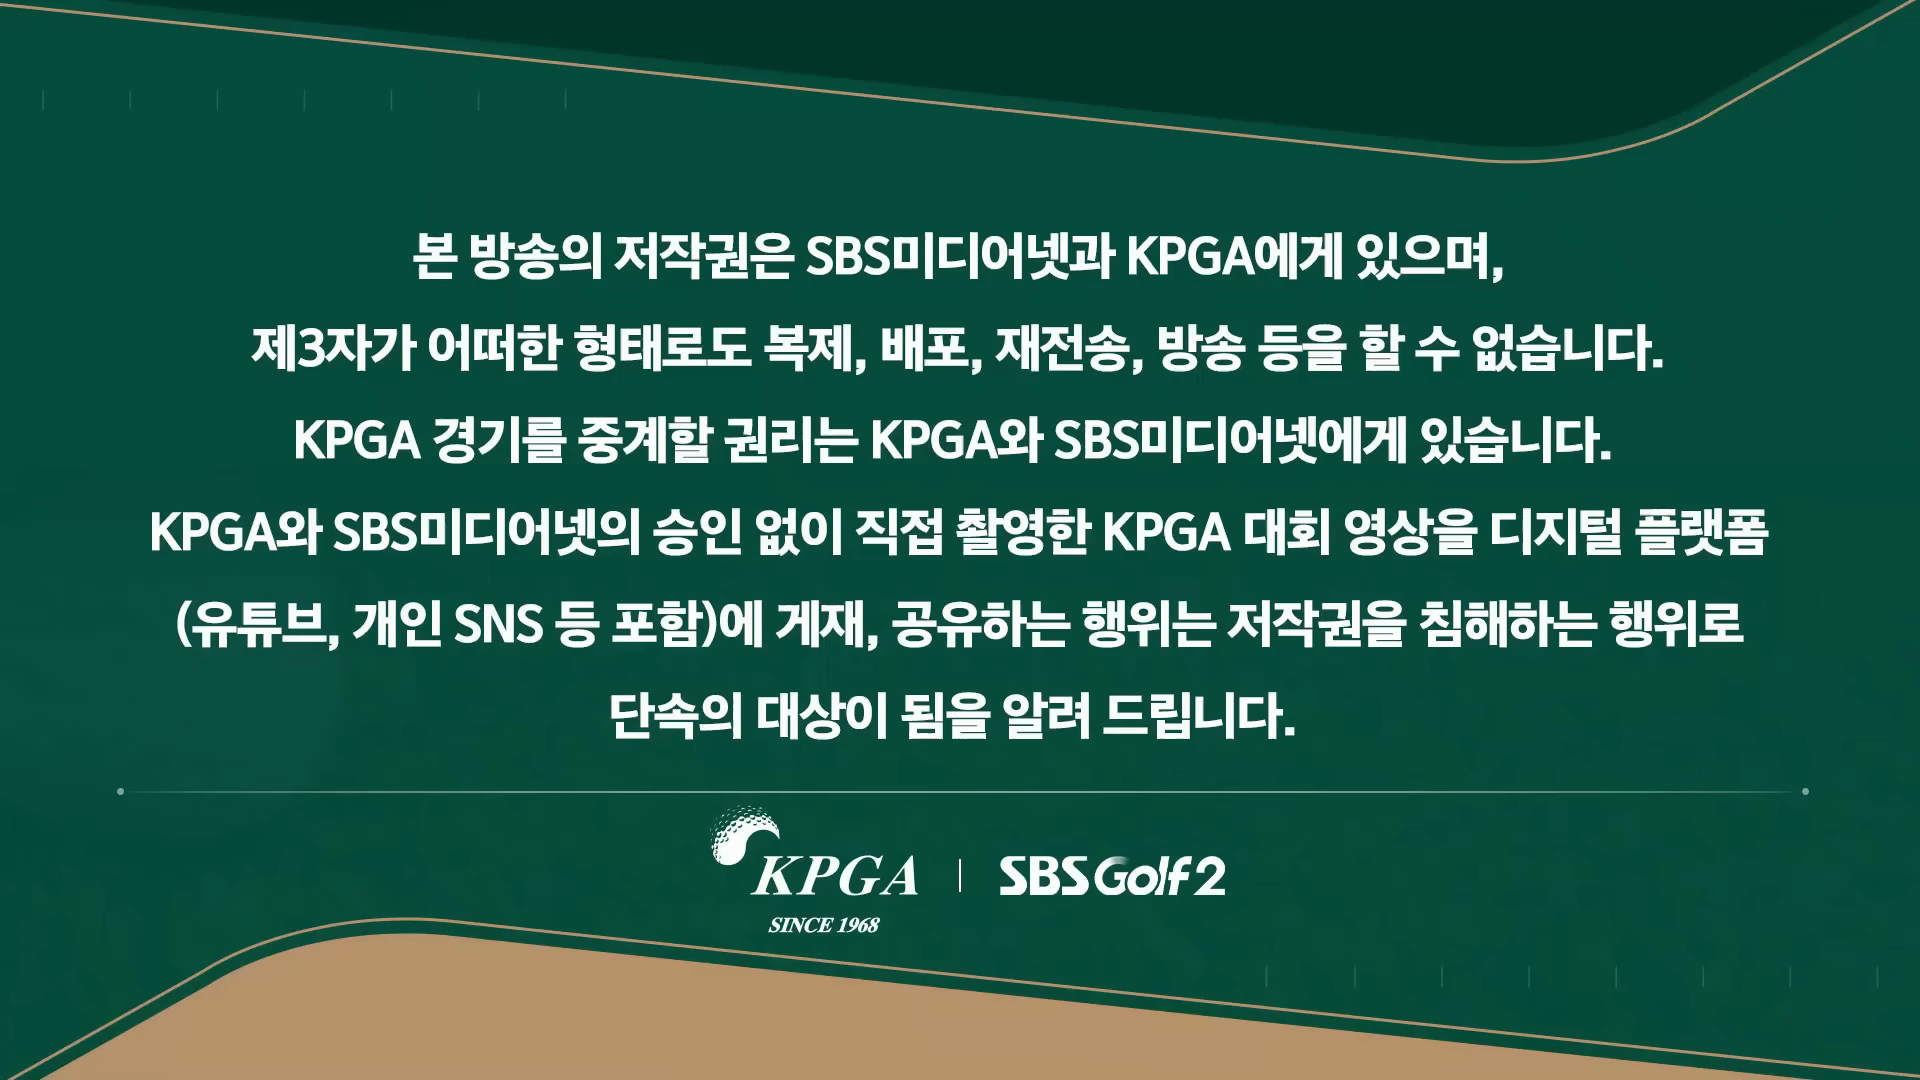 본 방송의 저작권은 SBS미디어넷과 KPGA에게 있으며,
제3자가 어떠한 형태로도 복제, 배포, 재전송, 방송 등을 할 수 없습니다.
KPGA 경기를 중계할 권리는 KPGA와 SBS미디어넷에게 있습니다.
KPGA와 SBS미디어넷의 승인 없이 직접 촬영한 KPGA 대회 영상을 디지털 플랫폼
(유튜브, 개인 SNS 등 포함)에 게재, 공유하는 행위는 저작권을 침해하는 행위로
단속의 대상이 됨을 알려 드립니다.
KPGA
SINCE 1968
SBS Golf 2